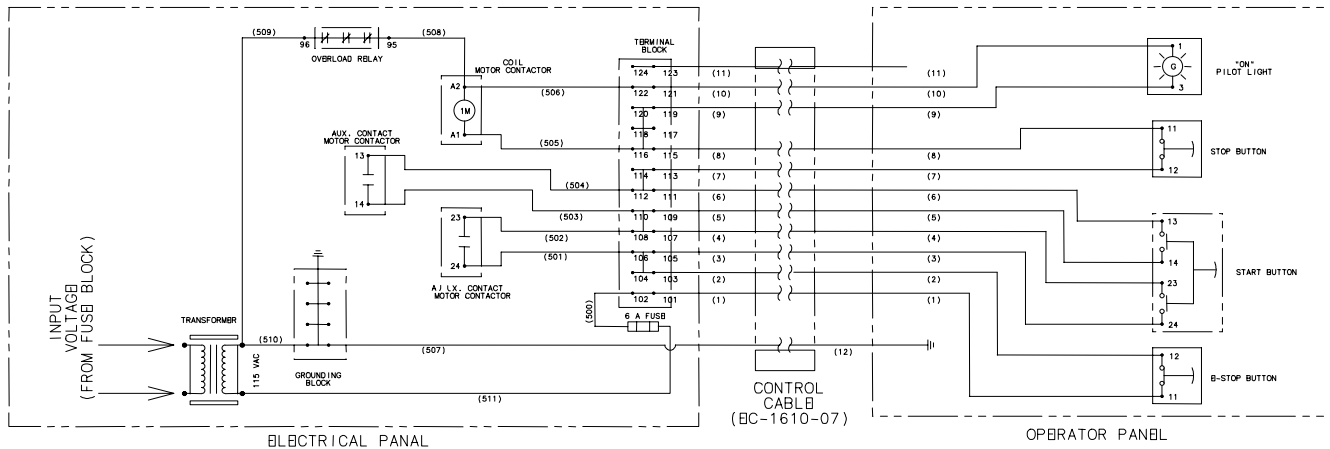 (509)
96
95
(508)
OVERLOAD RELAY
COIL
MOTOR CONTACTOR
A2
1M
A1
(506)
(505)
AUX. CONTACT
MOTOR CONTACTOR
13
14
(504)
(503)
23
24
(502)
(501)
AJ LX. CONTACT
MOTOR CONTACTOR
TERMINAL
BLOCK
124 123
122 121
120 119
118 117
116 115
114 113
112 111
110 109
108 107
106 105
104 103
102 101
(500)
6 A FUSE
INPUT
VOLTAGE
(FROM FUSE BLOCK)
TRANSFORMER
115 VAC
(510)
(507)
(511)
GROUNDING
BLOCK
ELECTRICAL PANAL
(11)
(10)
(9)
(8)
(7)
(6)
(5)
(4)
(3)
(2)
(1)
(12)
CONTROL
CABLE
(EC-1610-07)
(11)
(10)
(9)
(8)
(7)
(6)
(5)
(4)
(3)
(2)
(1)
1
G
3
"ON"
PILOT LIGHT
11
12
STOP BUTTON
13
14
23
24
START BUTTON
12
11
E-STOP BUTTON
OPERATOR PANEL